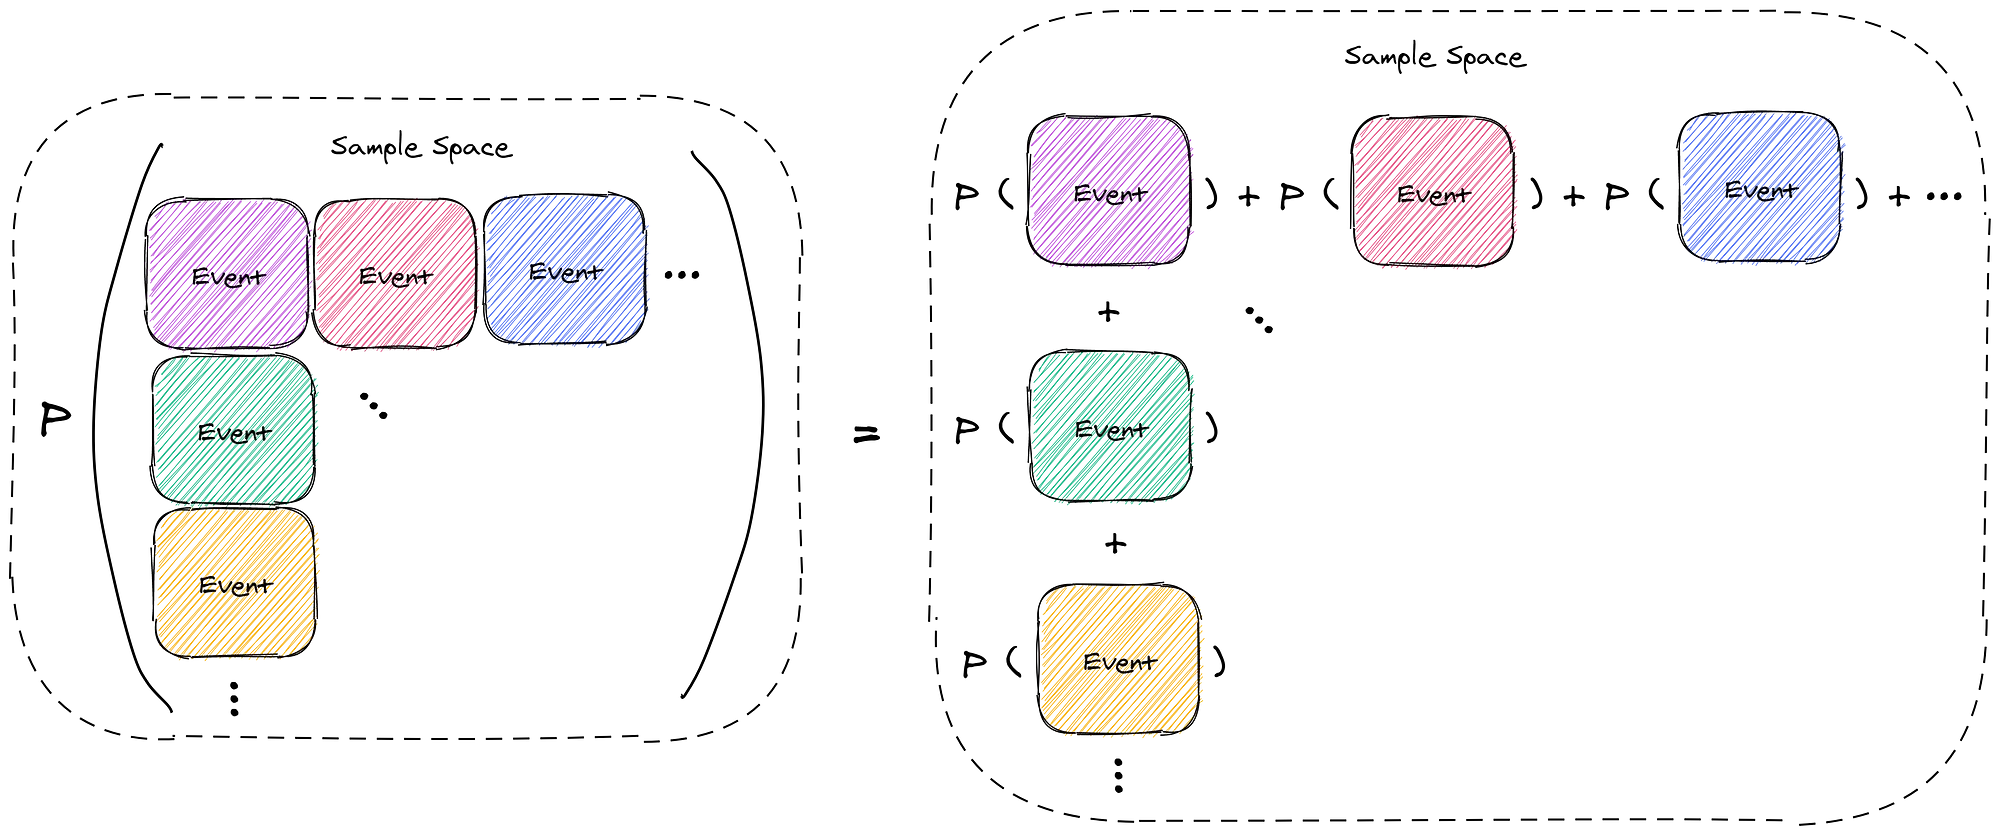 Sample Space
P ( Event Event Event ... )
Event ⋱
Event
⋮
=
Sample Space
P ( Event ) + P ( Event ) + P ( Event ) + ...
+ ⋱
P ( Event )
+
P ( Event )
⋮